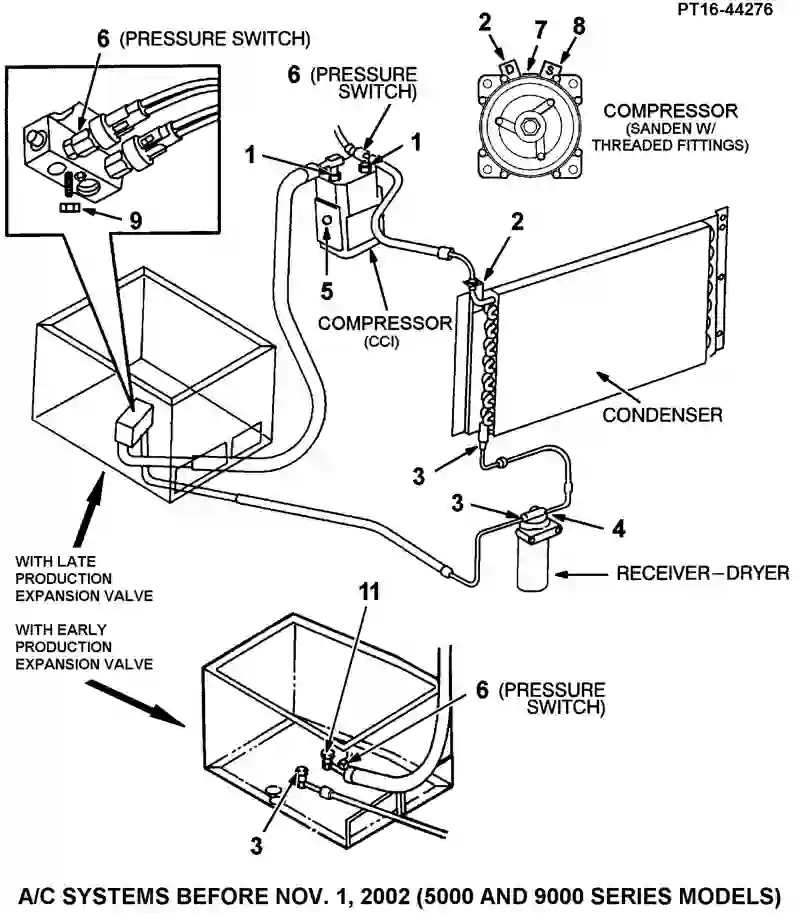 PT16-44276
6 (PRESSURE SWITCH)
9
6 (PRESSURE
SWITCH)
1
1
5
COMPRESSOR
(CCI)
2
7
8
D
S
COMPRESSOR
(SANDEN W/
THREADED FITTINGS)
2
CONDENSER
3
3
4
RECEIVER-DRYER
WITH LATE
PRODUCTION
EXPANSION VALVE
WITH EARLY
PRODUCTION
EXPANSION VALVE
11
6 (PRESSURE
SWITCH)
3
A/C SYSTEMS BEFORE NOV. 1, 2002 (5000 AND 9000 SERIES MODELS)